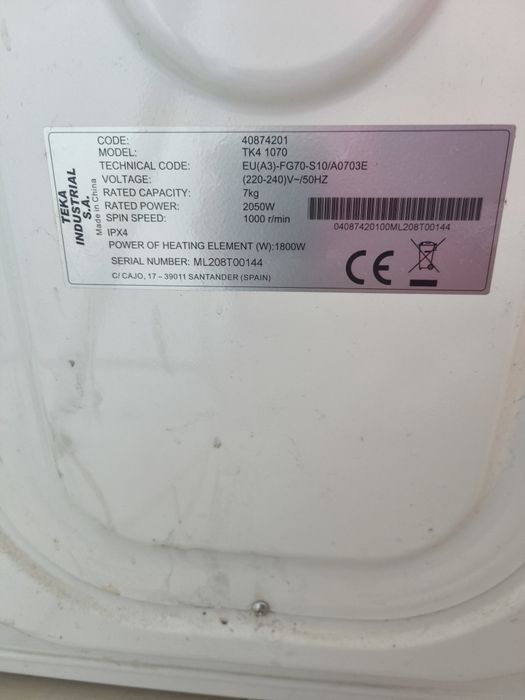 TEKA
INDUSTRIAL
S.A.
Made in China
CODE: 40874201
MODEL: TK4 1070
TECHNICAL CODE: EU(A3)-FG70-S10/A0703E
VOLTAGE: (220-240)V~/50HZ
RATED CAPACITY: 7kg
RATED POWER: 2050W
SPIN SPEED: 1000 r/min
IPX4
POWER OF HEATING ELEMENT (W):1800W
SERIAL NUMBER: ML208T00144
C/ CAJO, 17 – 39011 SANTANDER (SPAIN)
04087420100ML208T00144
CE